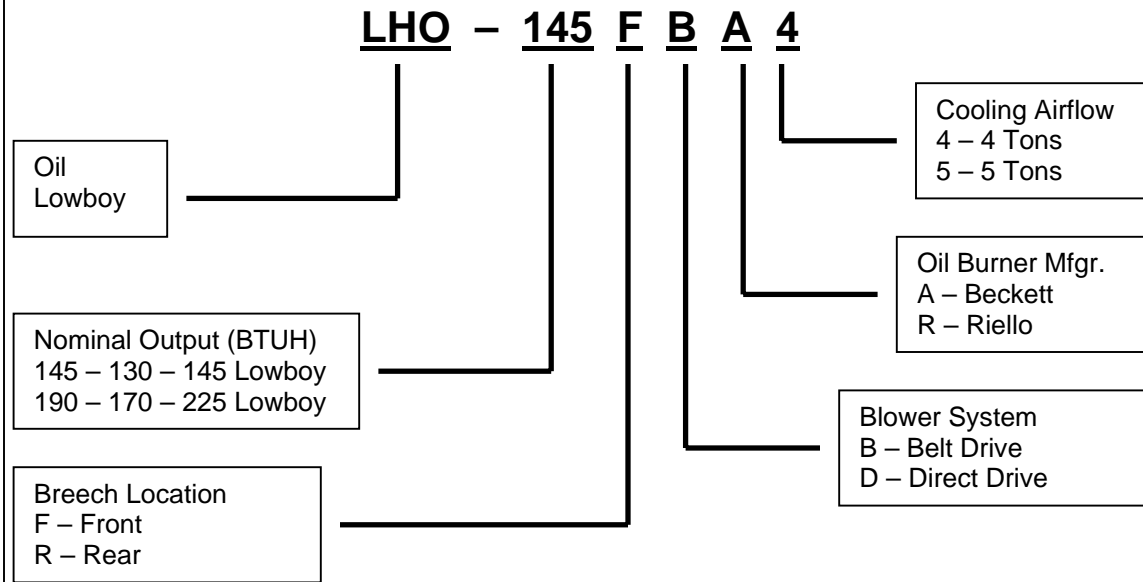 LHO – 145 F B A 4
Cooling Airflow
4 – 4 Tons
5 – 5 Tons
Oil
Lowboy
Oil Burner Mfgr.
A – Beckett
R – Riello
Nominal Output (BTUH)
145 – 130 – 145 Lowboy
190 – 170 – 225 Lowboy
Blower System
B – Belt Drive
D – Direct Drive
Breech Location
F – Front
R – Rear